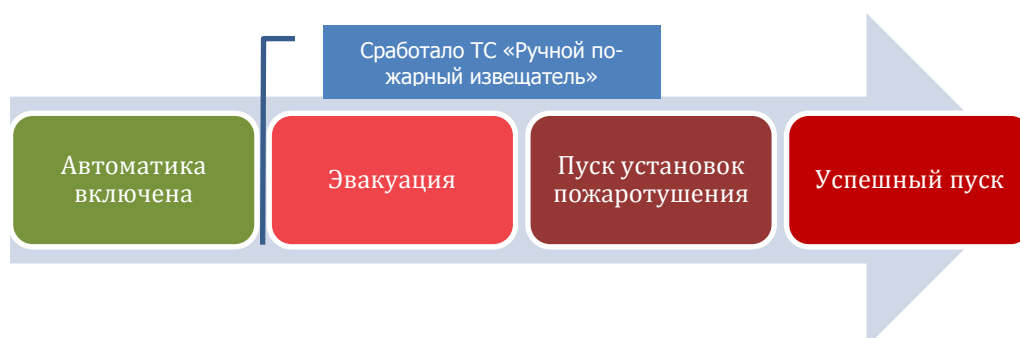 Сработало ТС «Ручной по-
жарный извещатель»
Автоматика
включена
Эвакуация
Пуск установок
пожаротушения
Успешный пуск